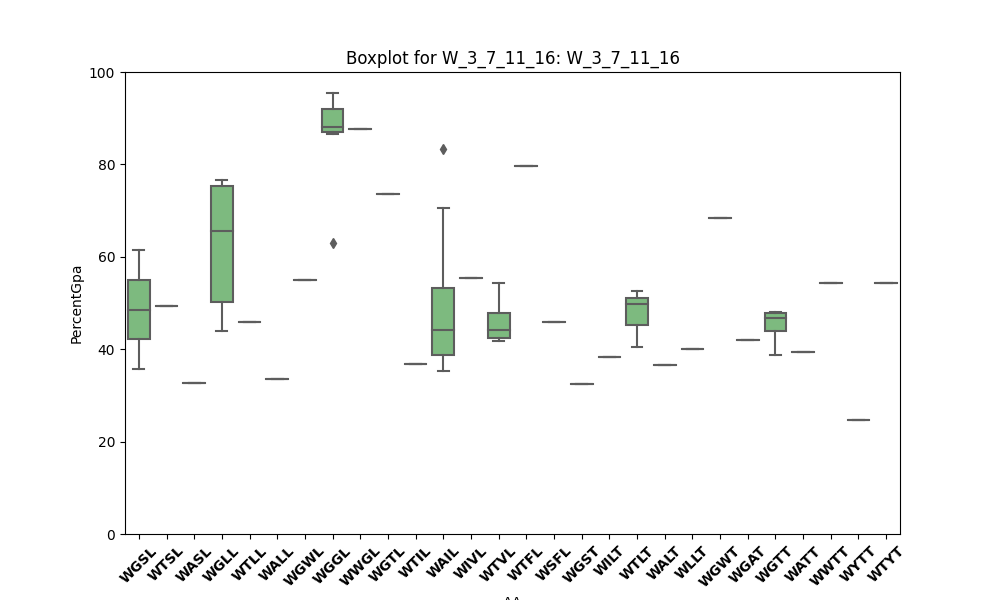 Boxplot for W_3_7_11_16: W_3_7_11_16
100
80
60
40
20
0
PercentGpa
WGSL WTSL WASL WGLL WTLL WALL WGWL WGGL WWGL WGTL WTIL WAIL WIVL WTVL WTFL WSFL WGST WILT WTLT WALT WLLT WGWT WGAT WGTT WATT WWTT WYTT WTYT
AA